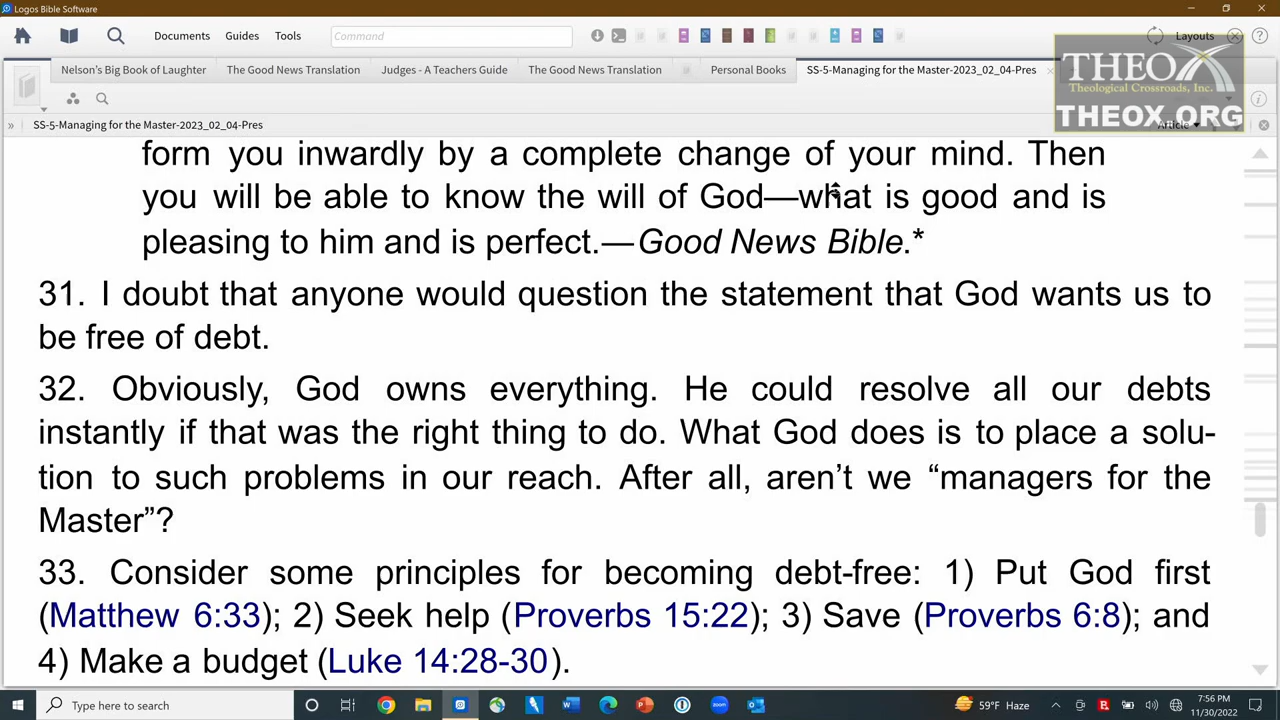 Logos Bible Software
Documents Guides Tools Command Layouts
Nelson's Big Book of Laughter The Good News Translation Judges - A Teachers Guide The Good News Translation Personal Books SS-5-Managing for the Master-2023_02_04-Pres
THEOX
Theological Crossroads, Inc.
THEOX.ORG
SS-5-Managing for the Master-2023_02_04-Pres
Article
form you inwardly by a complete change of your mind. Then
you will be able to know the will of God—what is good and is
pleasing to him and is perfect.—Good News Bible.*
31. I doubt that anyone would question the statement that God wants us to
be free of debt.
32. Obviously, God owns everything. He could resolve all our debts
instantly if that was the right thing to do. What God does is to place a solu-
tion to such problems in our reach. After all, aren't we “managers for the
Master”?
33. Consider some principles for becoming debt-free: 1) Put God first
(Matthew 6:33); 2) Seek help (Proverbs 15:22); 3) Save (Proverbs 6:8); and
4) Make a budget (Luke 14:28-30).
Type here to search
59°F Haze
7:56 PM
11/30/2022